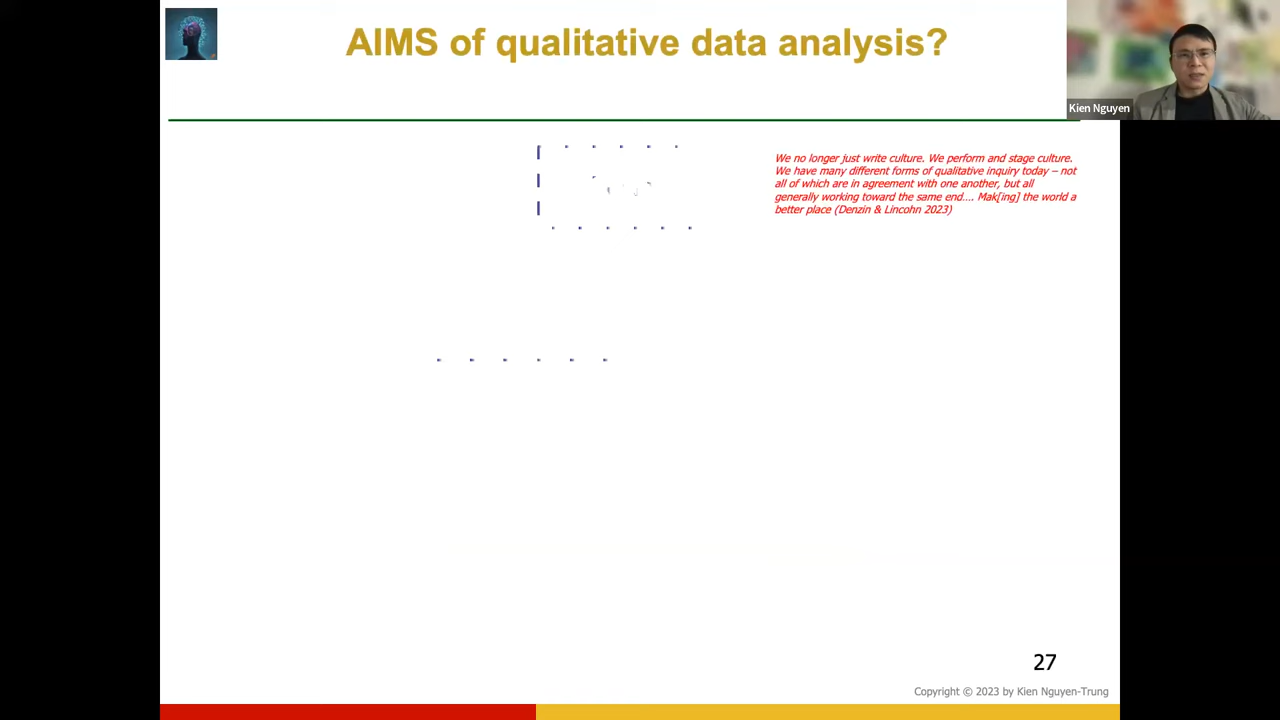 AIMS of qualitative data analysis?
Kien Nguyen
We no longer just write culture. We perform and stage culture.
We have many different forms of qualitative inquiry today – not
all of which are in agreement with one another, but all
generally working toward the same end…. Mak[ing] the world a
better place (Denzin & Lincohn 2023)
27
Copyright © 2023 by Kien Nguyen-Trung